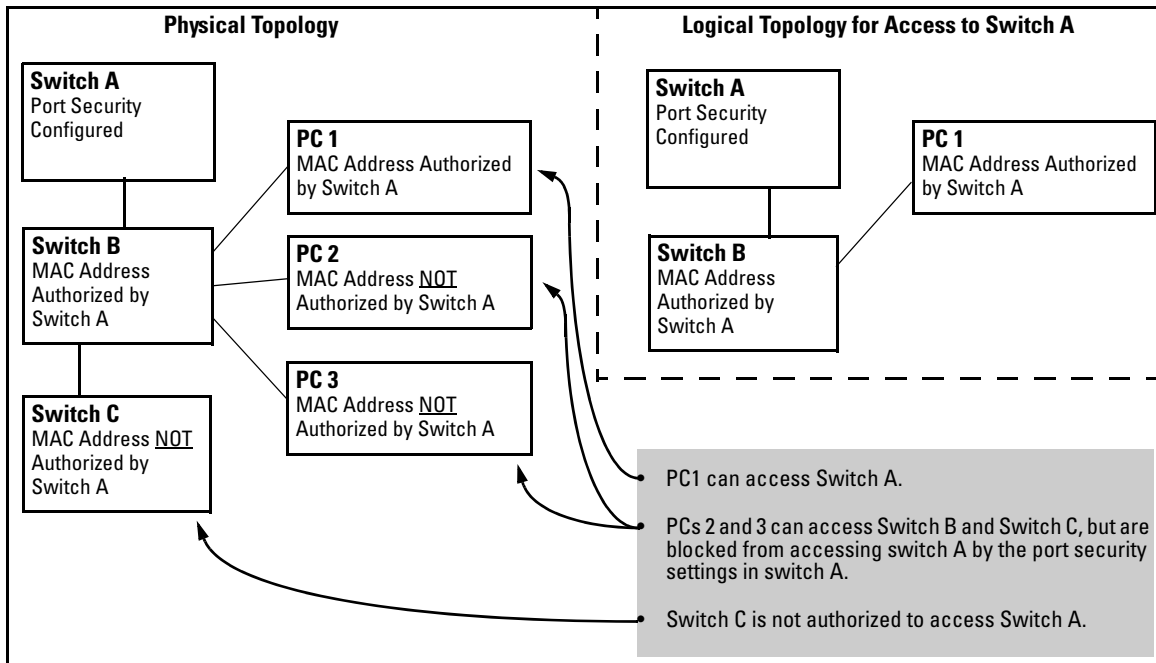 Physical Topology
Switch A
Port Security
Configured
PC 1
MAC Address Authorized
by Switch A
Switch B
MAC Address
Authorized by
Switch A
PC 2
MAC Address NOT
Authorized by Switch A
PC 3
MAC Address NOT
Authorized by Switch A
Switch C
MAC Address NOT
Authorized by
Switch A
Logical Topology for Access to Switch A
Switch A
Port Security
Configured
PC 1
MAC Address Authorized
by Switch A
Switch B
MAC Address
Authorized by
Switch A
• PC1 can access Switch A.
• PCs 2 and 3 can access Switch B and Switch C, but are
blocked from accessing switch A by the port security
settings in switch A.
• Switch C is not authorized to access Switch A.